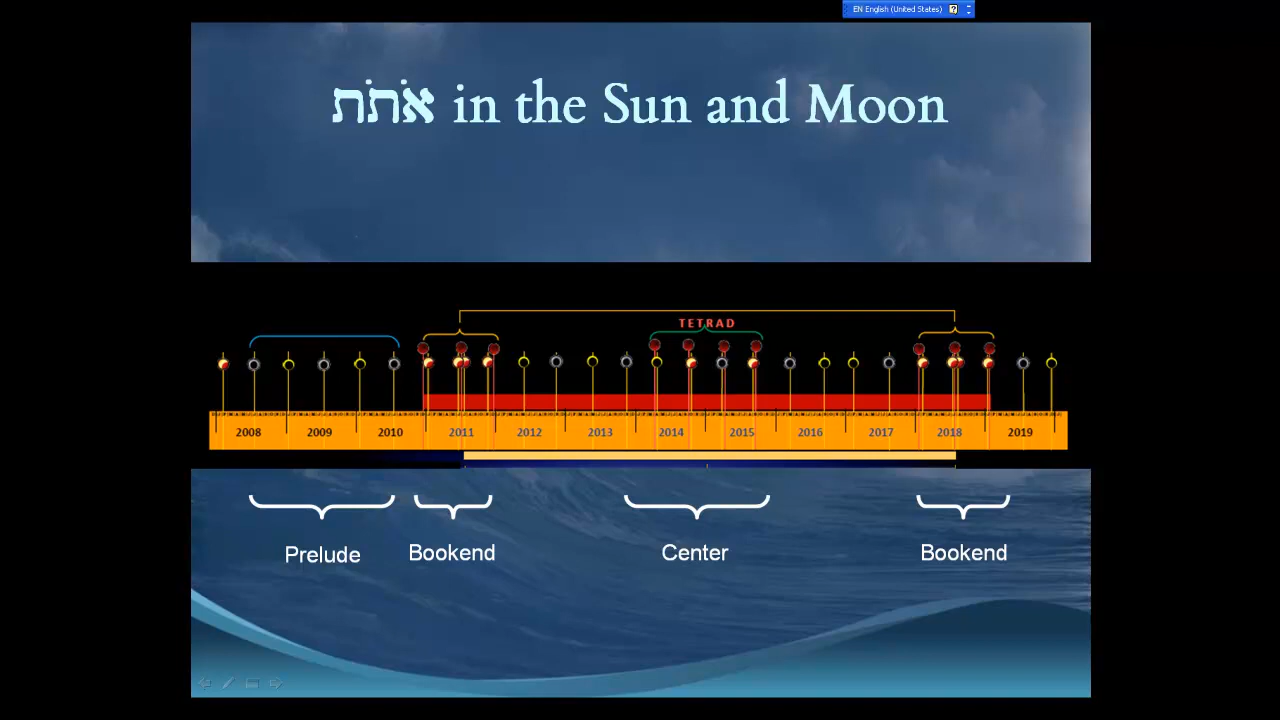 EN English (United States)
אֹתֹת in the Sun and Moon
TETRAD
2008 2009 2010 2011 2012 2013 2014 2015 2016 2017 2018 2019
Prelude Bookend Center Bookend